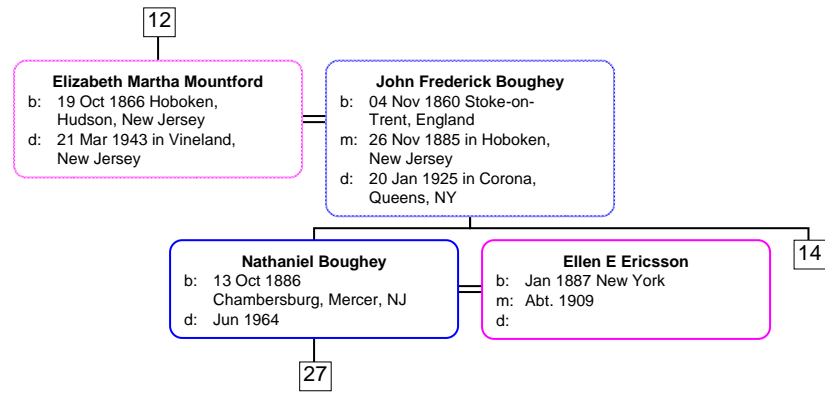 12
Elizabeth Martha Mountford
b: 19 Oct 1866 Hoboken,
Hudson, New Jersey
d: 21 Mar 1943 in Vineland,
New Jersey
John Frederick Boughey
b: 04 Nov 1860 Stoke-on-
Trent, England
m: 26 Nov 1885 in Hoboken,
New Jersey
d: 20 Jan 1925 in Corona,
Queens, NY
Nathaniel Boughey
b: 13 Oct 1886
Chambersburg, Mercer, NJ
d: Jun 1964
Ellen E Ericsson
b: Jan 1887 New York
m: Abt. 1909
d:
14
27